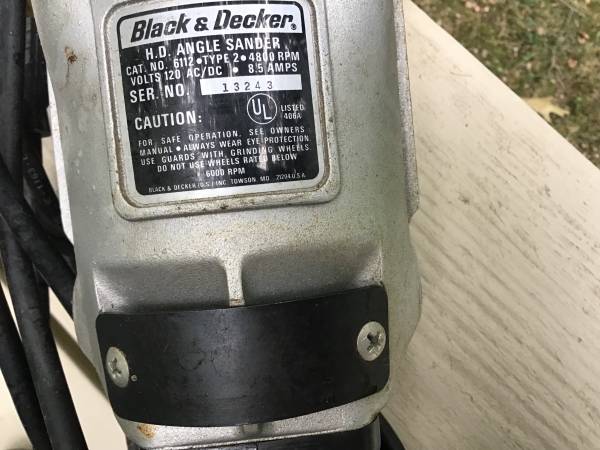 Black & Decker®
H.D. ANGLE SANDER
CAT. NO. 6112 • TYPE 2 • 4800 RPM
VOLTS 120 AC/DC • 8.5 AMPS
SER. NO. 13243
CAUTION: UL LISTED 406A
FOR SAFE OPERATION, SEE OWNERS
MANUAL • ALWAYS WEAR EYE PROTECTION
USE GUARDS WITH GRINDING WHEELS
DO NOT USE WHEELS RATED BELOW
6000 RPM
BLACK & DECKER (U.S.) INC. TOWSON, MD. 21204 U.S.A.